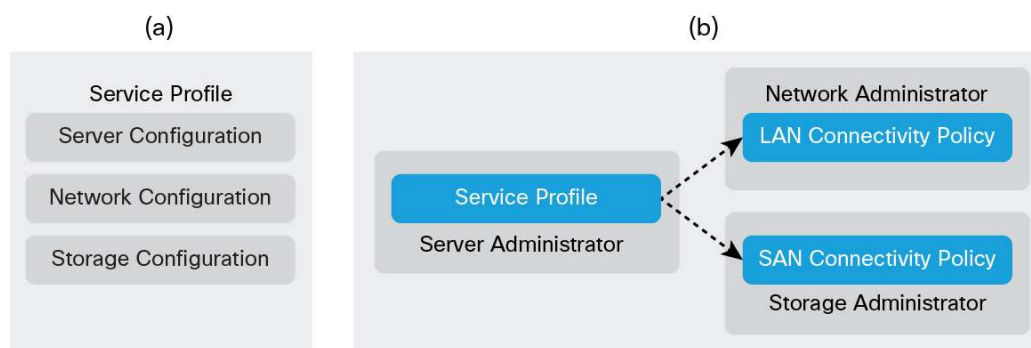 (a)
Service Profile
Server Configuration
Network Configuration
Storage Configuration
(b)
Service Profile
Server Administrator
Network Administrator
LAN Connectivity Policy
SAN Connectivity Policy
Storage Administrator